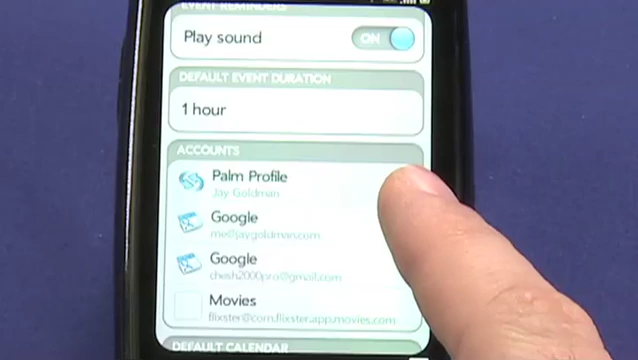 EVENT REMINDERS
Play sound
ON
DEFAULT EVENT DURATION
1 hour
ACCOUNTS
Palm Profile
Jay Goldman
Google
me@jaygoldman.com
Google
chesh2000pro@gmail.com
Movies
flixster@com.flixster.app.movies.com
DEFAULT CALENDAR